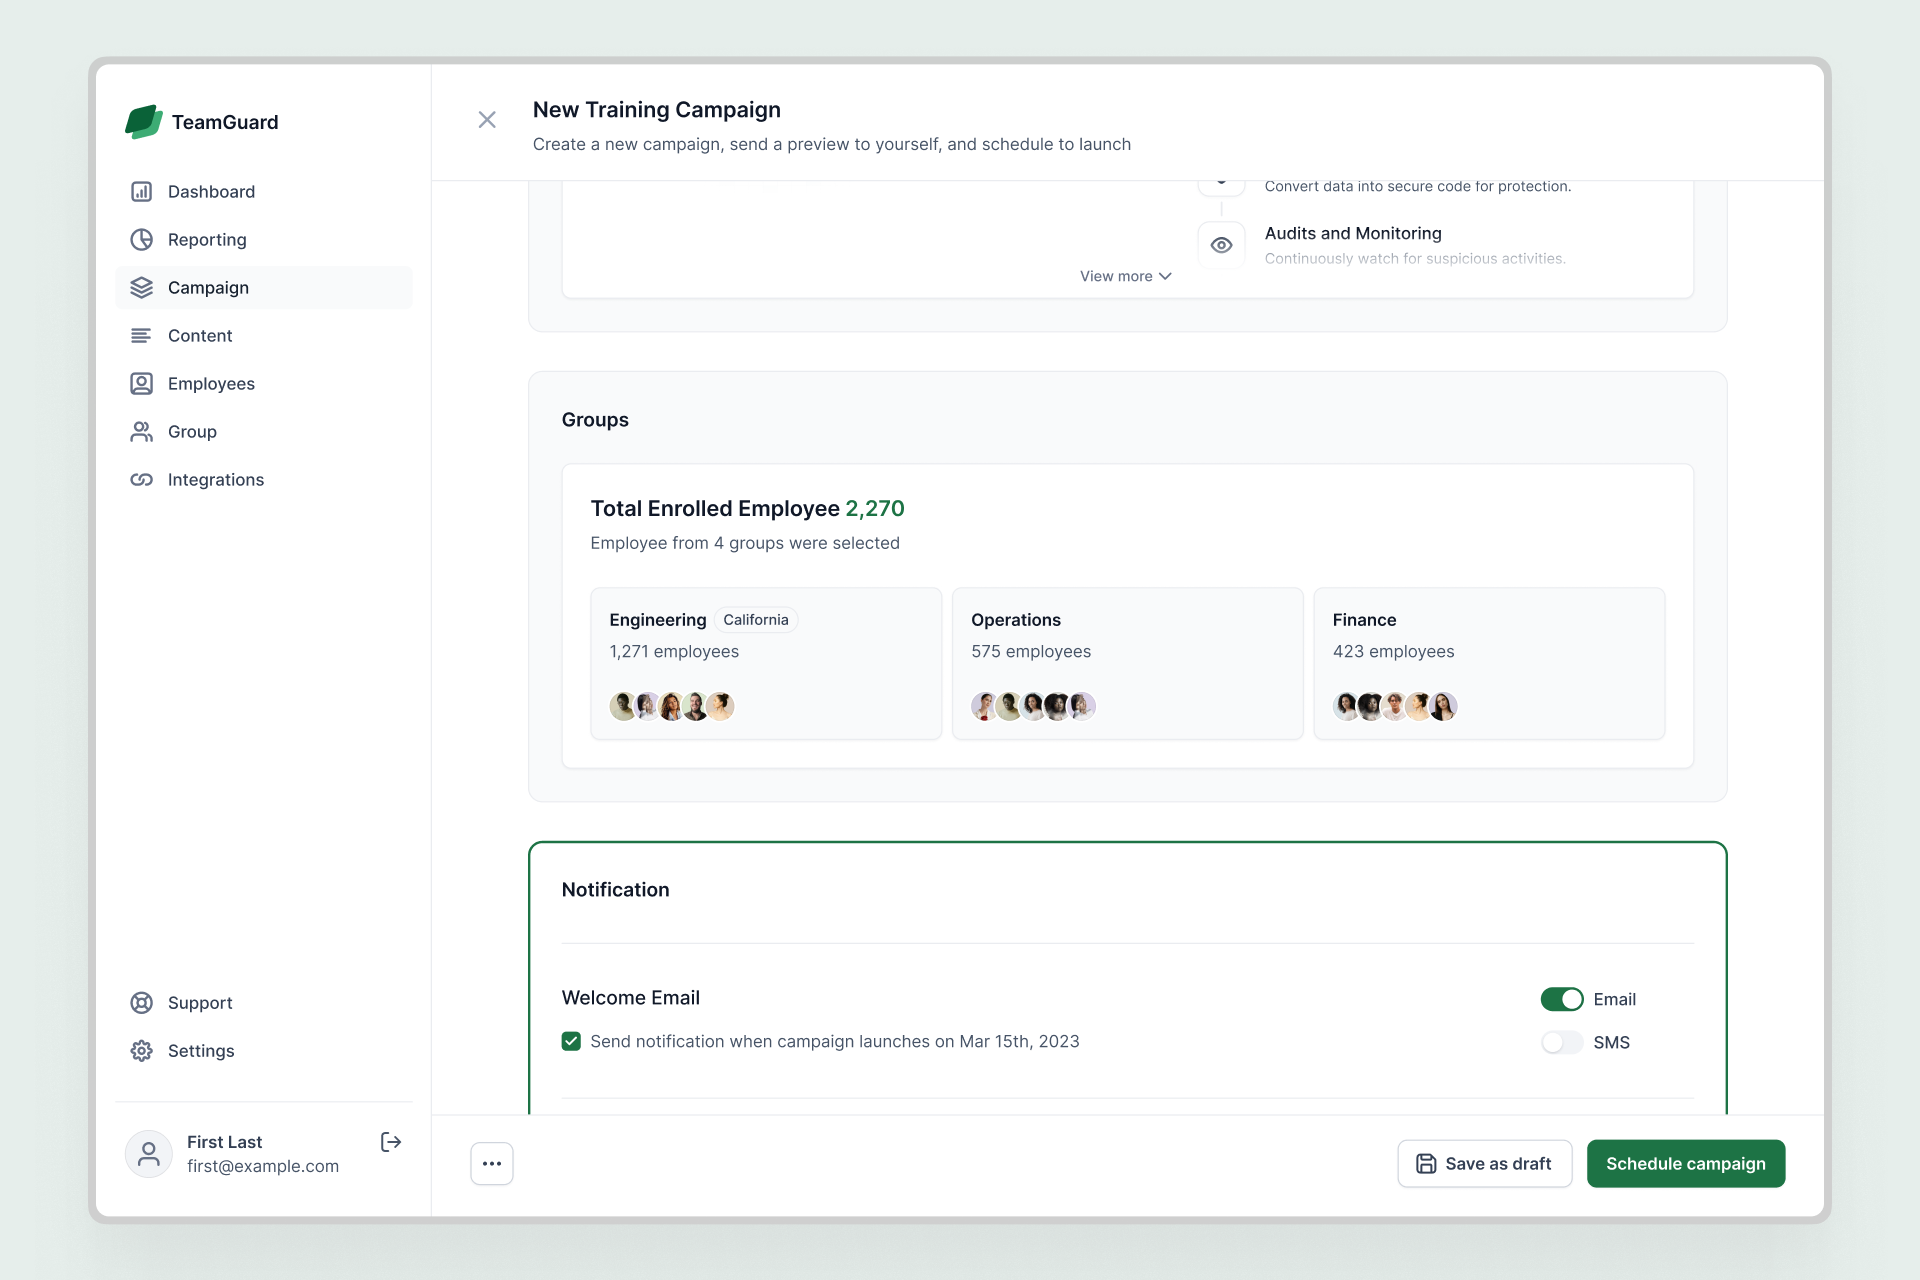 TeamGuard
Dashboard
Reporting
Campaign
Content
Employees
Group
Integrations
Support
Settings
First Last
first@example.com
New Training Campaign
Create a new campaign, send a preview to yourself, and schedule to launch
Convert data into secure code for protection.
Audits and Monitoring
Continuously watch for suspicious activities.
View more
Groups
Total Enrolled Employee 2,270
Employee from 4 groups were selected
Engineering California
1,271 employees
Operations
575 employees
Finance
423 employees
Notification
Welcome Email
Send notification when campaign launches on Mar 15th, 2023
Email
SMS
Save as draft
Schedule campaign